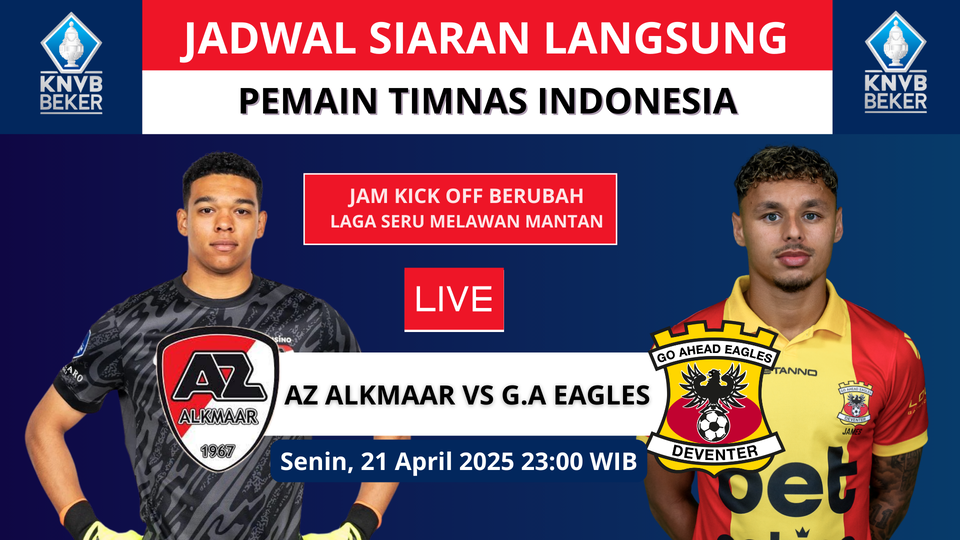 JADWAL SIARAN LANGSUNG
KNVB
BEKER
PEMAIN TIMNAS INDONESIA
KNVB
BEKER
JAM KICK OFF BERUBAH
LAGA SERU MELAWAN MANTAN
LIVE
AZ
ALKMAAR
1967
AZ ALKMAAR VS G.A EAGLES
GO AHEAD EAGLES
DEVENTER
STANNO
Senin, 21 April 2025 23:00 WIB